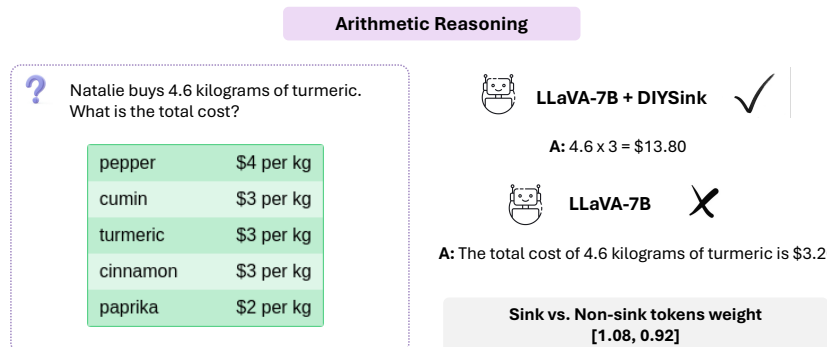 Arithmetic Reasoning
?
Natalie buys 4.6 kilograms of turmeric.
What is the total cost?
pepper $4 per kg
cumin $3 per kg
turmeric $3 per kg
cinnamon $3 per kg
paprika $2 per kg
LLaVA-7B + DIYSink
A: 4.6 x 3 = $13.80
LLaVA-7B
A: The total cost of 4.6 kilograms of turmeric is $3.2
Sink vs. Non-sink tokens weight
[1.08, 0.92]